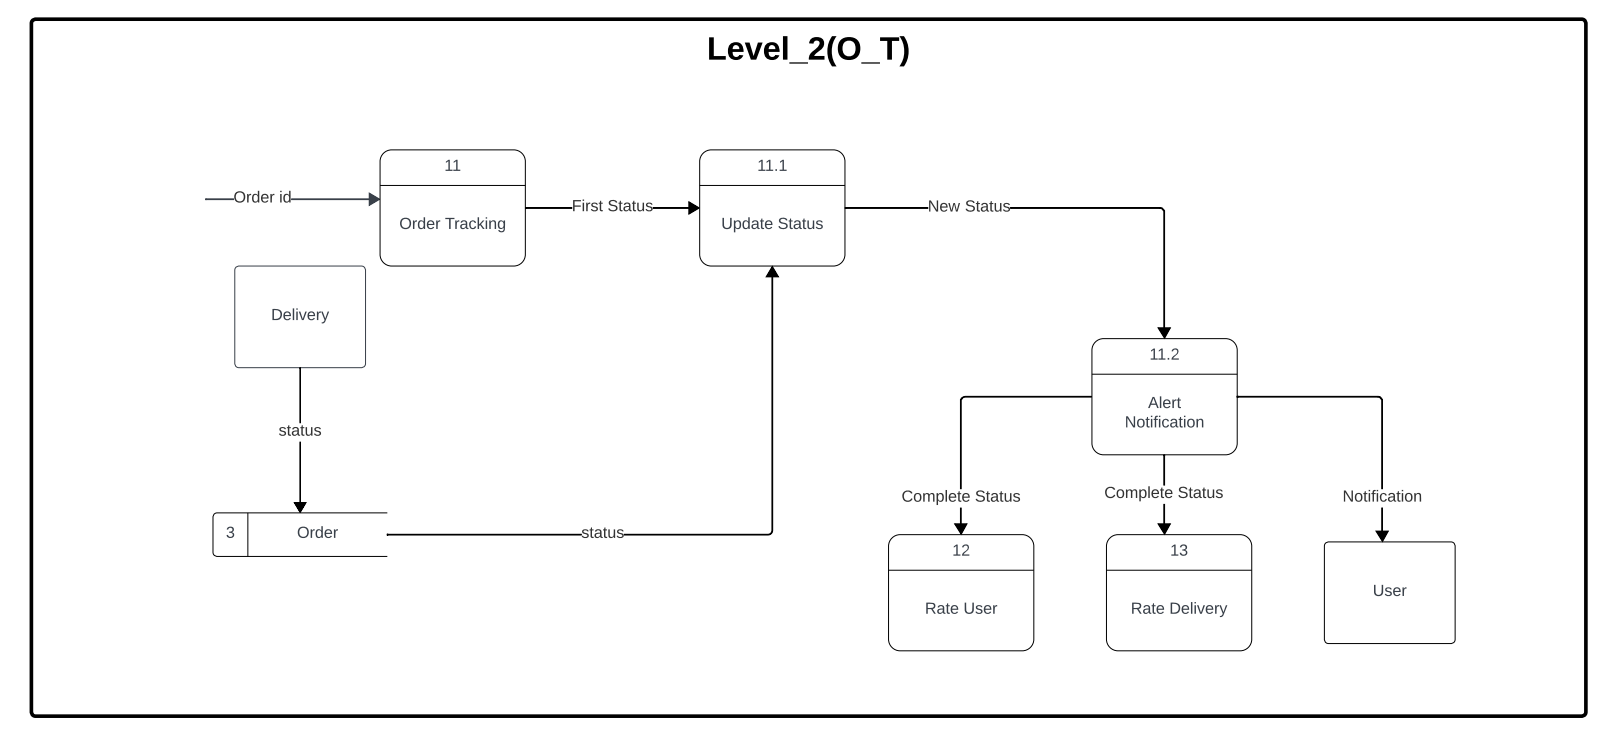 Level_2(O_T)
11
Order Tracking
11.1
Update Status
Order id
First Status
New Status
Delivery
status
3
Order
status
11.2
Alert
Notification
Complete Status
Complete Status
Notification
12
Rate User
13
Rate Delivery
User